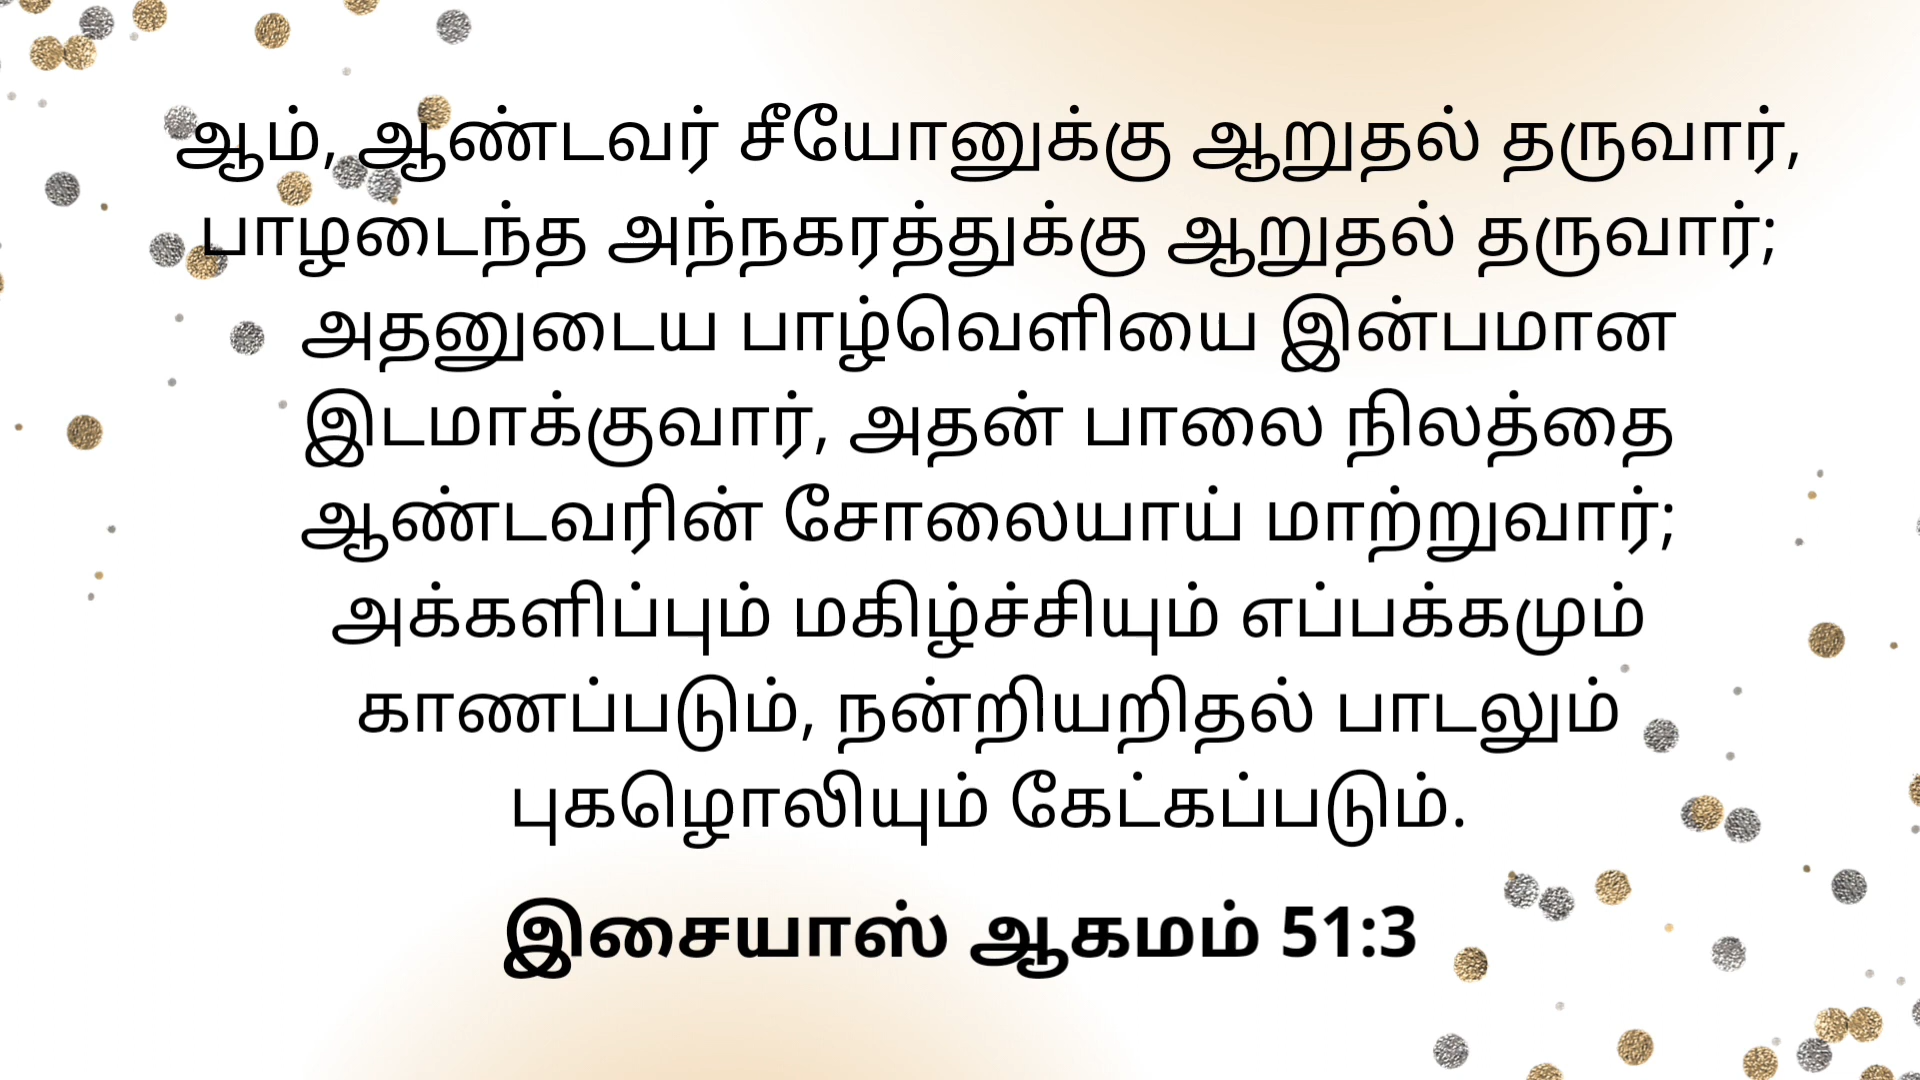 ஆம், ஆண்டவர் சீயோனுக்கு ஆறுதல் தருவார்,
பாழடைந்த அந்நகரத்துக்கு ஆறுதல் தருவார்;
அதனுடைய பாழ்வெளியை இன்பமான
இடமாக்குவார், அதன் பாலை நிலத்தை
ஆண்டவரின் சோலையாய் மாற்றுவார்;
அக்களிப்பும் மகிழ்ச்சியும் எப்பக்கமும்
காணப்படும், நன்றியறிதல் பாடலும்
புகழொலியும் கேட்கப்படும்.
இசையாஸ் ஆகமம் 51:3